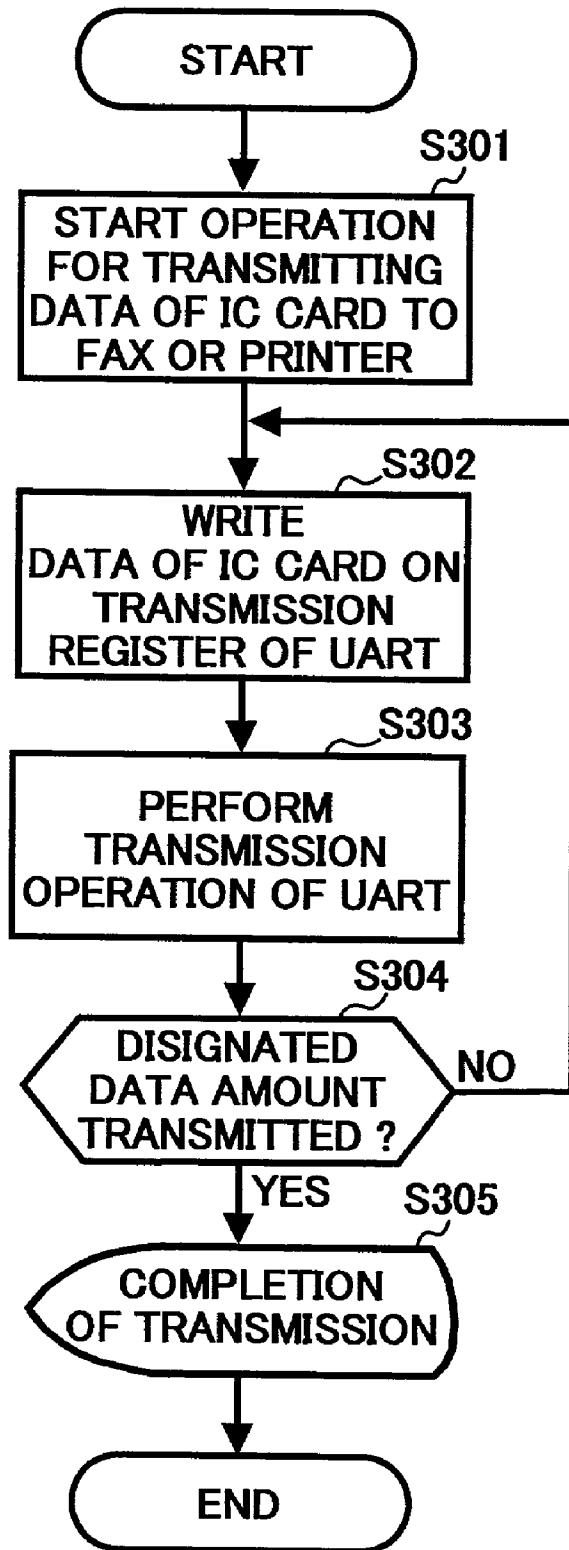 START
S301
START OPERATION
FOR TRANSMITTING
DATA OF IC CARD TO
FAX OR PRINTER
S302
WRITE
DATA OF IC CARD ON
TRANSMISSION
REGISTER OF UART
S303
PERFORM
TRANSMISSION
OPERATION OF UART
S304
DISIGNATED
DATA AMOUNT
TRANSMITTED ?
NO
YES
S305
COMPLETION
OF TRANSMISSION
END